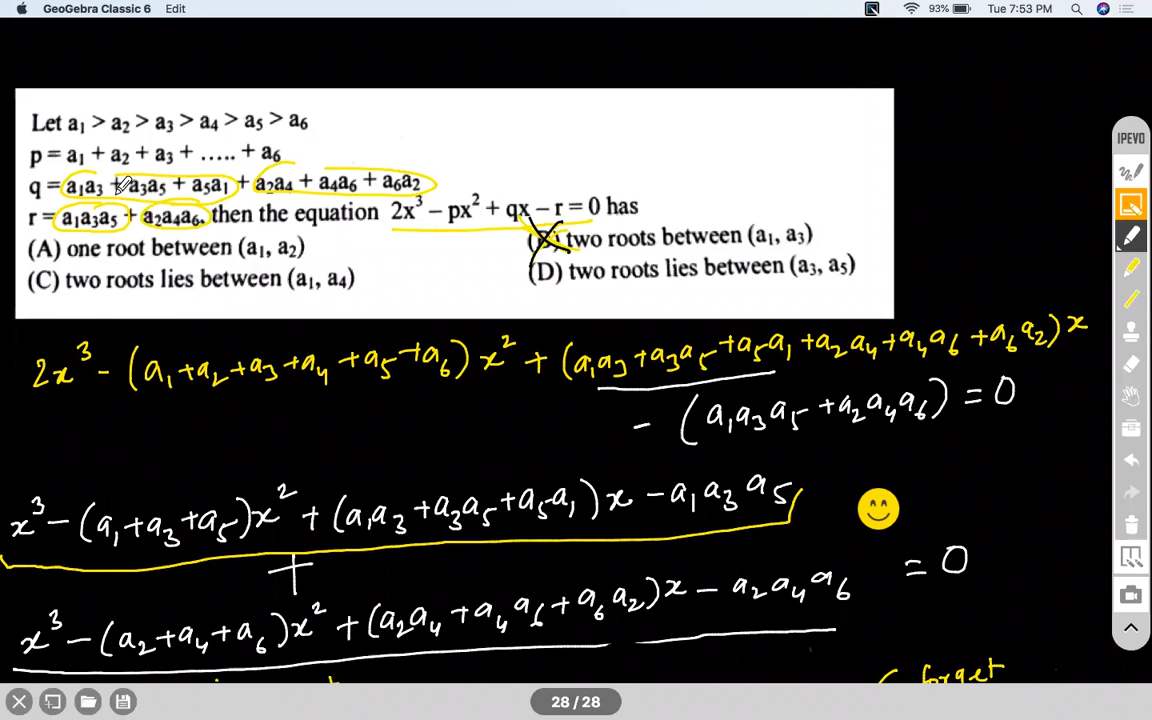 GeoGebra Classic 6 Edit 93% Tue 7:53 PM
Let a₁ > a₂ > a₃ > a₄ > a₅ > a₆
p = a₁ + a₂ + a₃ + ..... + a₆
q = a₁a₃ + a₃a₅ + a₅a₁ + a₂a₄ + a₄a₆ + a₆a₂
r = a₁a₃a₅ + a₂a₄a₆. then the equation 2x³ – px² + qx – r = 0 has
(A) one root between (a₁, a₂) (B) two roots between (a₁, a₃)
(C) two roots lies between (a₁, a₄) (D) two roots lies between (a₃, a₅)
2x³ - (a₁+a₂+a₃+a₄+a₅+a₆)x² + (a₁a₃+a₃a₅+a₅a₁+a₂a₄+a₄a₆+a₆a₂)x
- (a₁a₃a₅+a₂a₄a₆) = 0
x³ - (a₁+a₃+a₅)x² + (a₁a₃+a₃a₅+a₅a₁)x - a₁a₃a₅
+
= 0
x³ - (a₂+a₄+a₆)x² + (a₂a₄+a₄a₆+a₆a₂)x - a₂a₄a₆
( forget
28 / 28
IPEVO